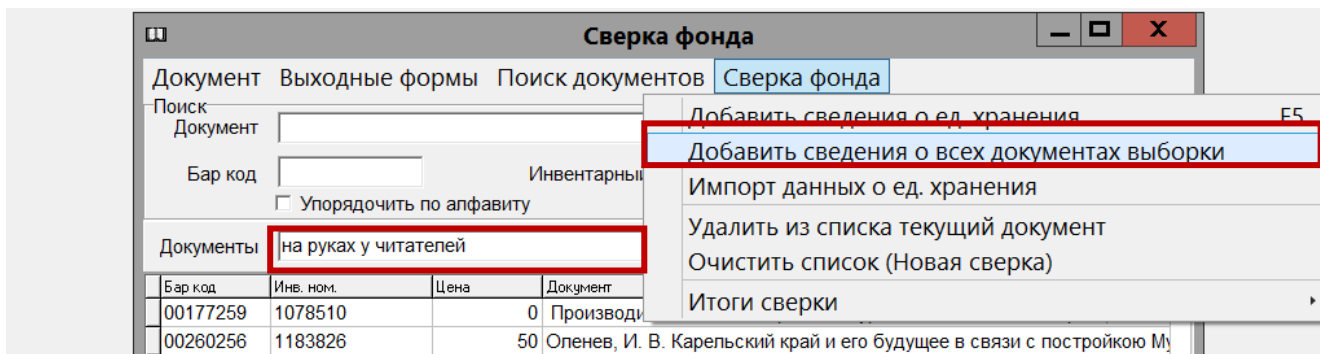 Сверка фонда
Документ Выходные формы Поиск документов Сверка фонда
Поиск
Документ
Добавить сведения о ед. хранения F5
Добавить сведения о всех документах выборки
Бар код Инвентарный
Импорт данных о ед. хранения
Упорядочить по алфавиту
Удалить из списка текущий документ
Документы на руках у читателей
Очистить список (Новая сверка)
Бар код Инв. ном. Цена Документ
Итоги сверки
00177259 1078510 0 Производи
00260256 1183826 50 Оленев, И. В. Карельский край и его будущее в связи с постройкою Му